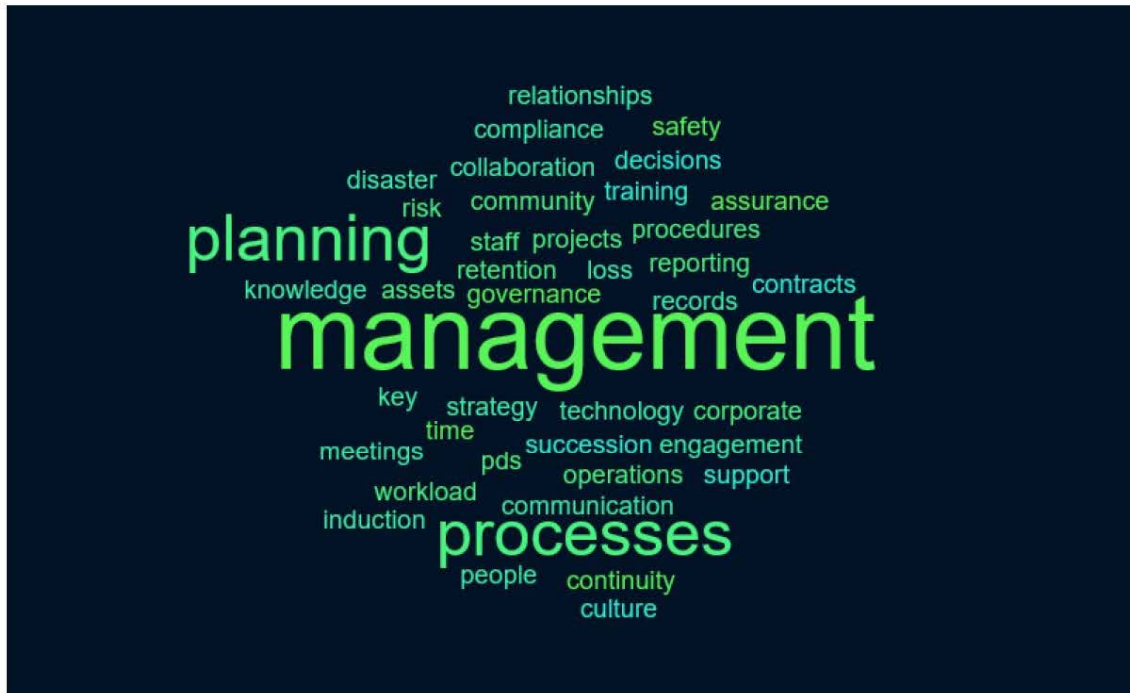 relationships
compliance safety
collaboration decisions
disaster training
risk community assurance
planning staff projects procedures
retention loss reporting
knowledge assets governance records contracts
management
key strategy technology corporate
time
meetings succession engagement
pds operations support
workload communication
induction processes
people continuity
culture